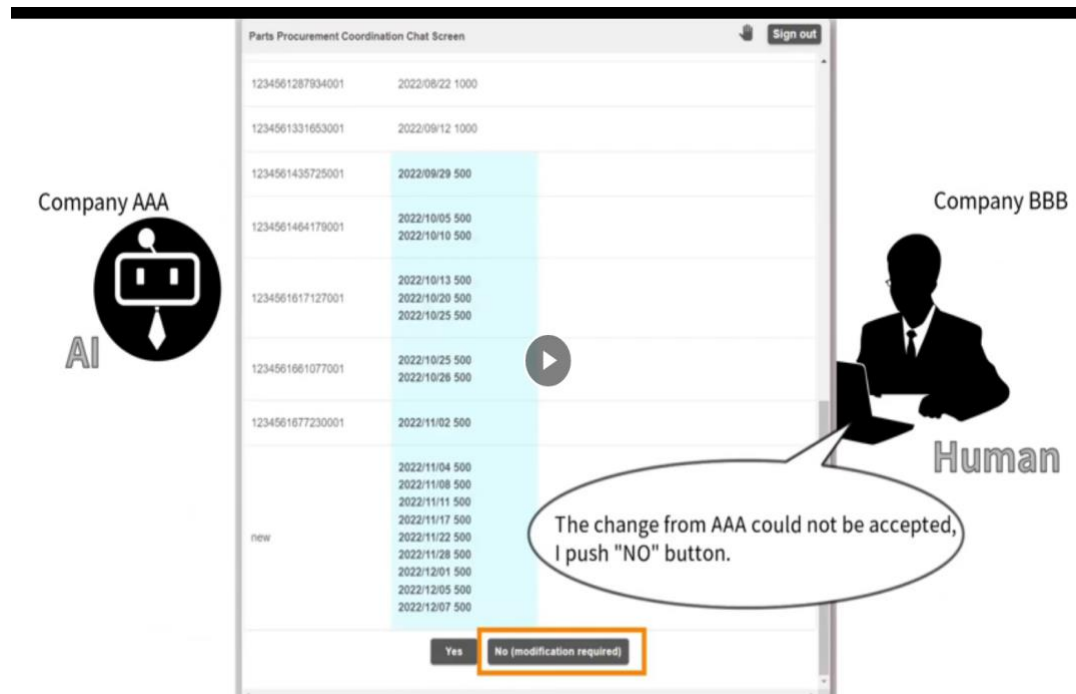 Parts Procurement Coordination Chat Screen
Sign out
1234561287934001 2022/08/22 1000
1234561331653001 2022/09/12 1000
1234561435725001 2022/09/29 500
Company AAA
Company BBB
1234561464179001
2022/10/05 500
2022/10/10 500
AI
1234561617127001
2022/10/13 500
2022/10/20 500
2022/10/25 500
1234561661077001
2022/10/25 500
2022/10/26 500
1234561677230001 2022/11/02 500
Human
new
2022/11/04 500
2022/11/08 500
2022/11/11 500
2022/11/17 500
2022/11/22 500
2022/11/28 500
2022/12/01 500
2022/12/05 500
2022/12/07 500
The change from AAA could not be accepted,
I push "NO" button.
Yes
No (modification required)